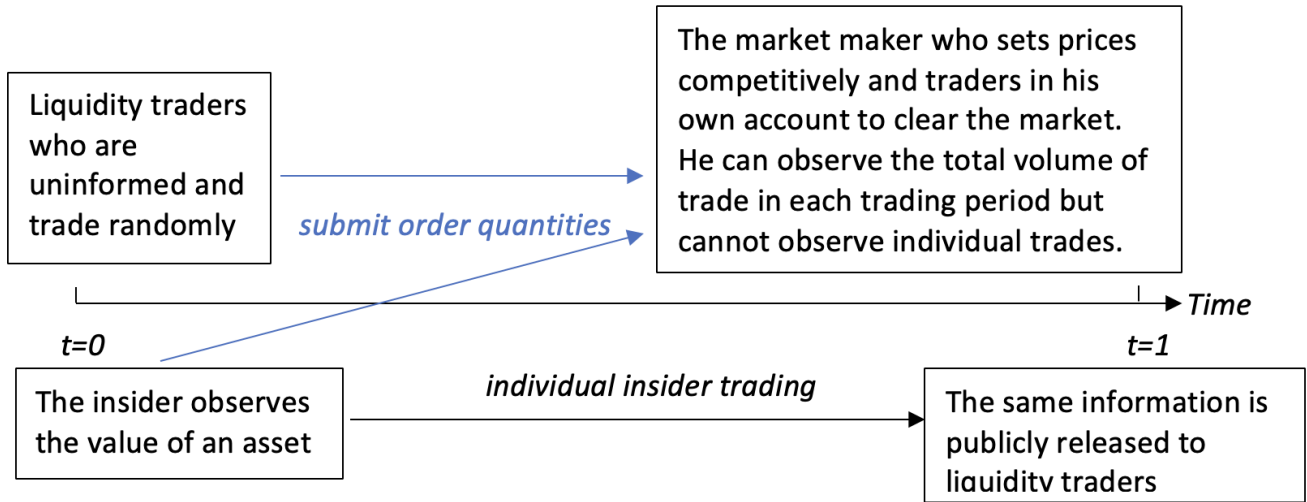 The market maker who sets prices
competitively and traders in his
own account to clear the market.
He can observe the total volume of
trade in each trading period but
cannot observe individual trades.
Liquidity traders
who are
uninformed and
trade randomly
submit order quantities
Time
t=0
t=1
The insider observes
the value of an asset
individual insider trading
The same information is
publicly released to
liquidity traders